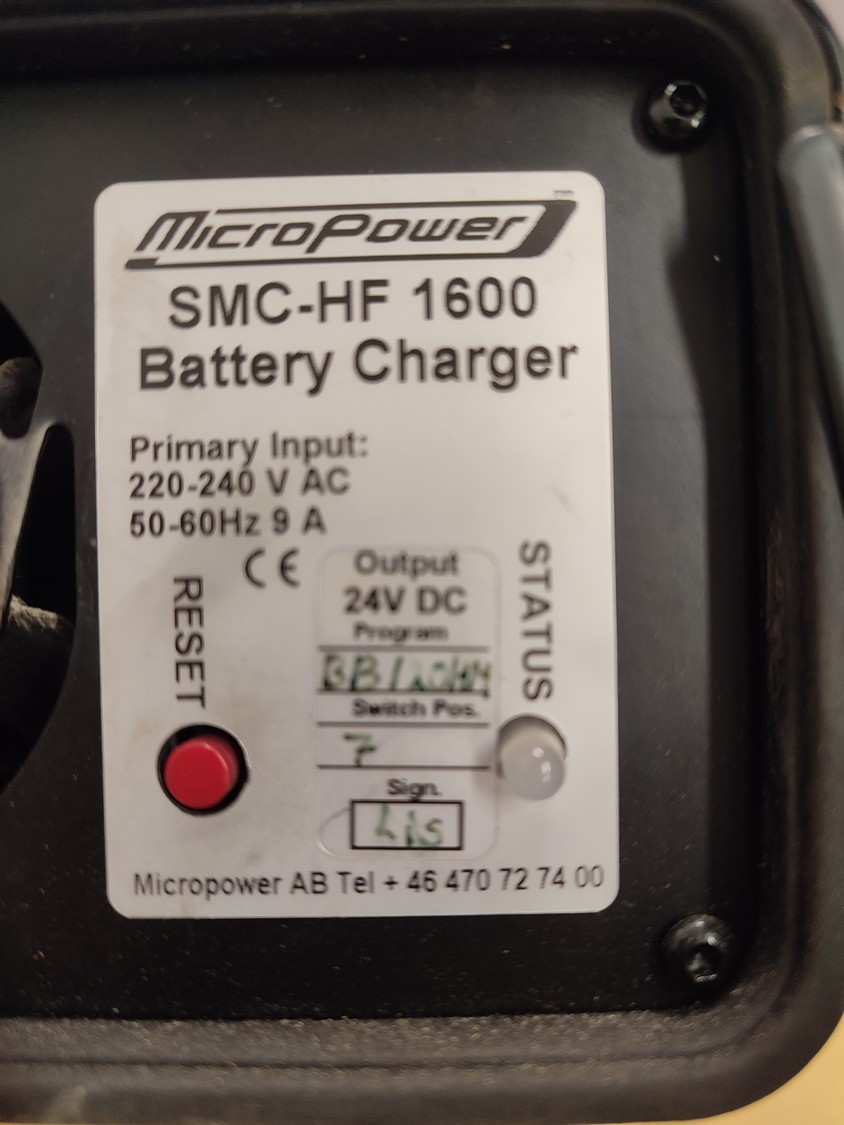 MicroPower
SMC-HF 1600
Battery Charger
Primary Input:
220-240 V AC
50-60Hz 9 A
CE
RESET
Output
24V DC
Program
Switch Pos.
7
Sign.
Lis
STATUS
Micropower AB Tel + 46 470 72 74 00